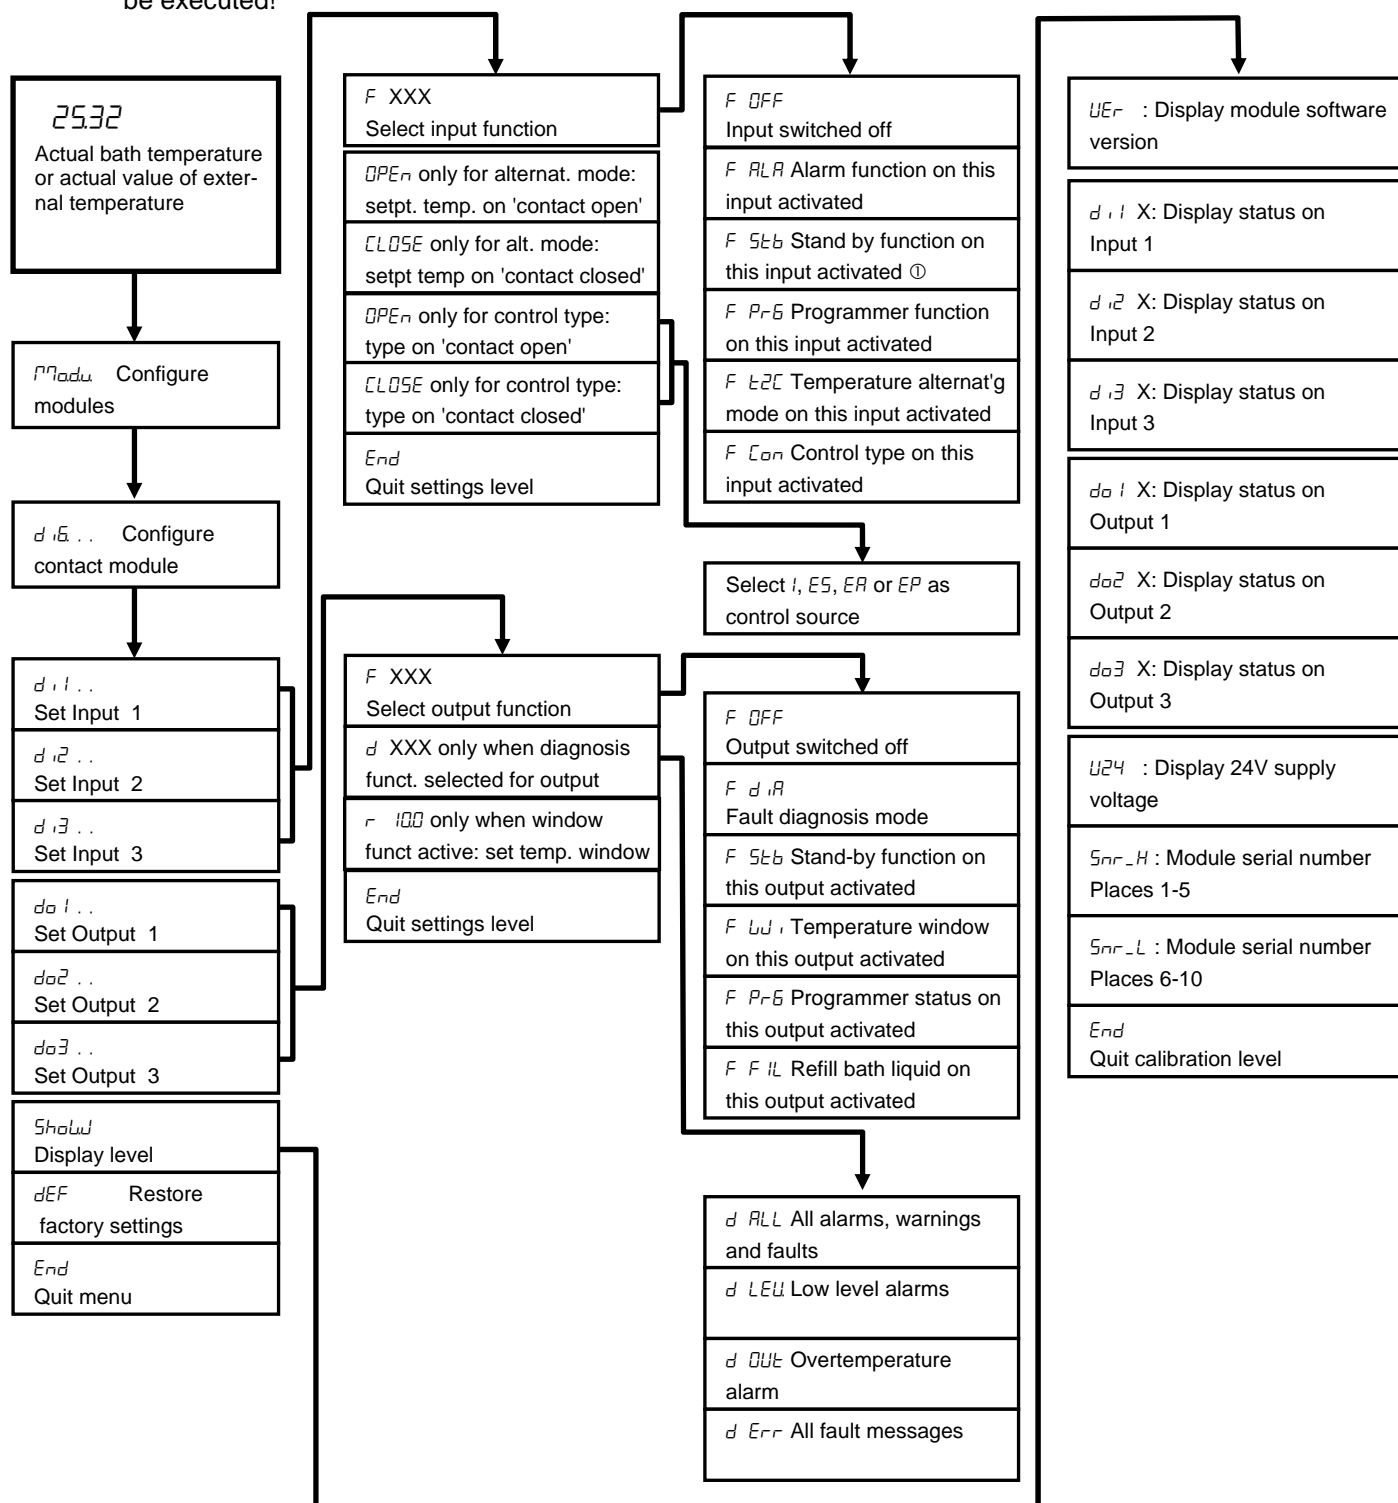 be executed!
25.32
Actual bath temperature
or actual value of exter-
nal temperature
Modu. Configure
modules
diG. . . Configure
contact module
di1 . .
Set Input 1
di2 . .
Set Input 2
di3 . .
Set Input 3
do1 . .
Set Output 1
do2 . .
Set Output 2
do3 . .
Set Output 3
ShoW
Display level
dEF Restore
factory settings
End
Quit menu
F XXX
Select input function
OPEn only for alternat. mode:
setpt. temp. on 'contact open'
CLOSE only for alt. mode:
setpt temp on 'contact closed'
OPEn only for control type:
type on 'contact open'
CLOSE only for control type:
type on 'contact closed'
End
Quit settings level
F XXX
Select output function
d XXX only when diagnosis
funct. selected for output
r 10.0 only when window
funct active: set temp. window
End
Quit settings level
F OFF
Input switched off
F ALA Alarm function on this
input activated
F Stb Stand by function on
this input activated ①
F PrG Programmer function
on this input activated
F t2C Temperature alternat'g
mode on this input activated
F Con Control type on this
input activated
Select I, ES, EA or EP as
control source
F OFF
Output switched off
F diA
Fault diagnosis mode
F Stb Stand-by function on
this output activated
F Wi Temperature window
on this output activated
F PrG Programmer status on
this output activated
F FIL Refill bath liquid on
this output activated
d ALL All alarms, warnings
and faults
d LEU. Low level alarms
d OUt Overtemperature
alarm
d Err All fault messages
UEr : Display module software
version
di1 X: Display status on
Input 1
di2 X: Display status on
Input 2
di3 X: Display status on
Input 3
do1 X: Display status on
Output 1
do2 X: Display status on
Output 2
do3 X: Display status on
Output 3
U24 : Display 24V supply
voltage
Snr_H : Module serial number
Places 1-5
Snr_L : Module serial number
Places 6-10
End
Quit calibration level